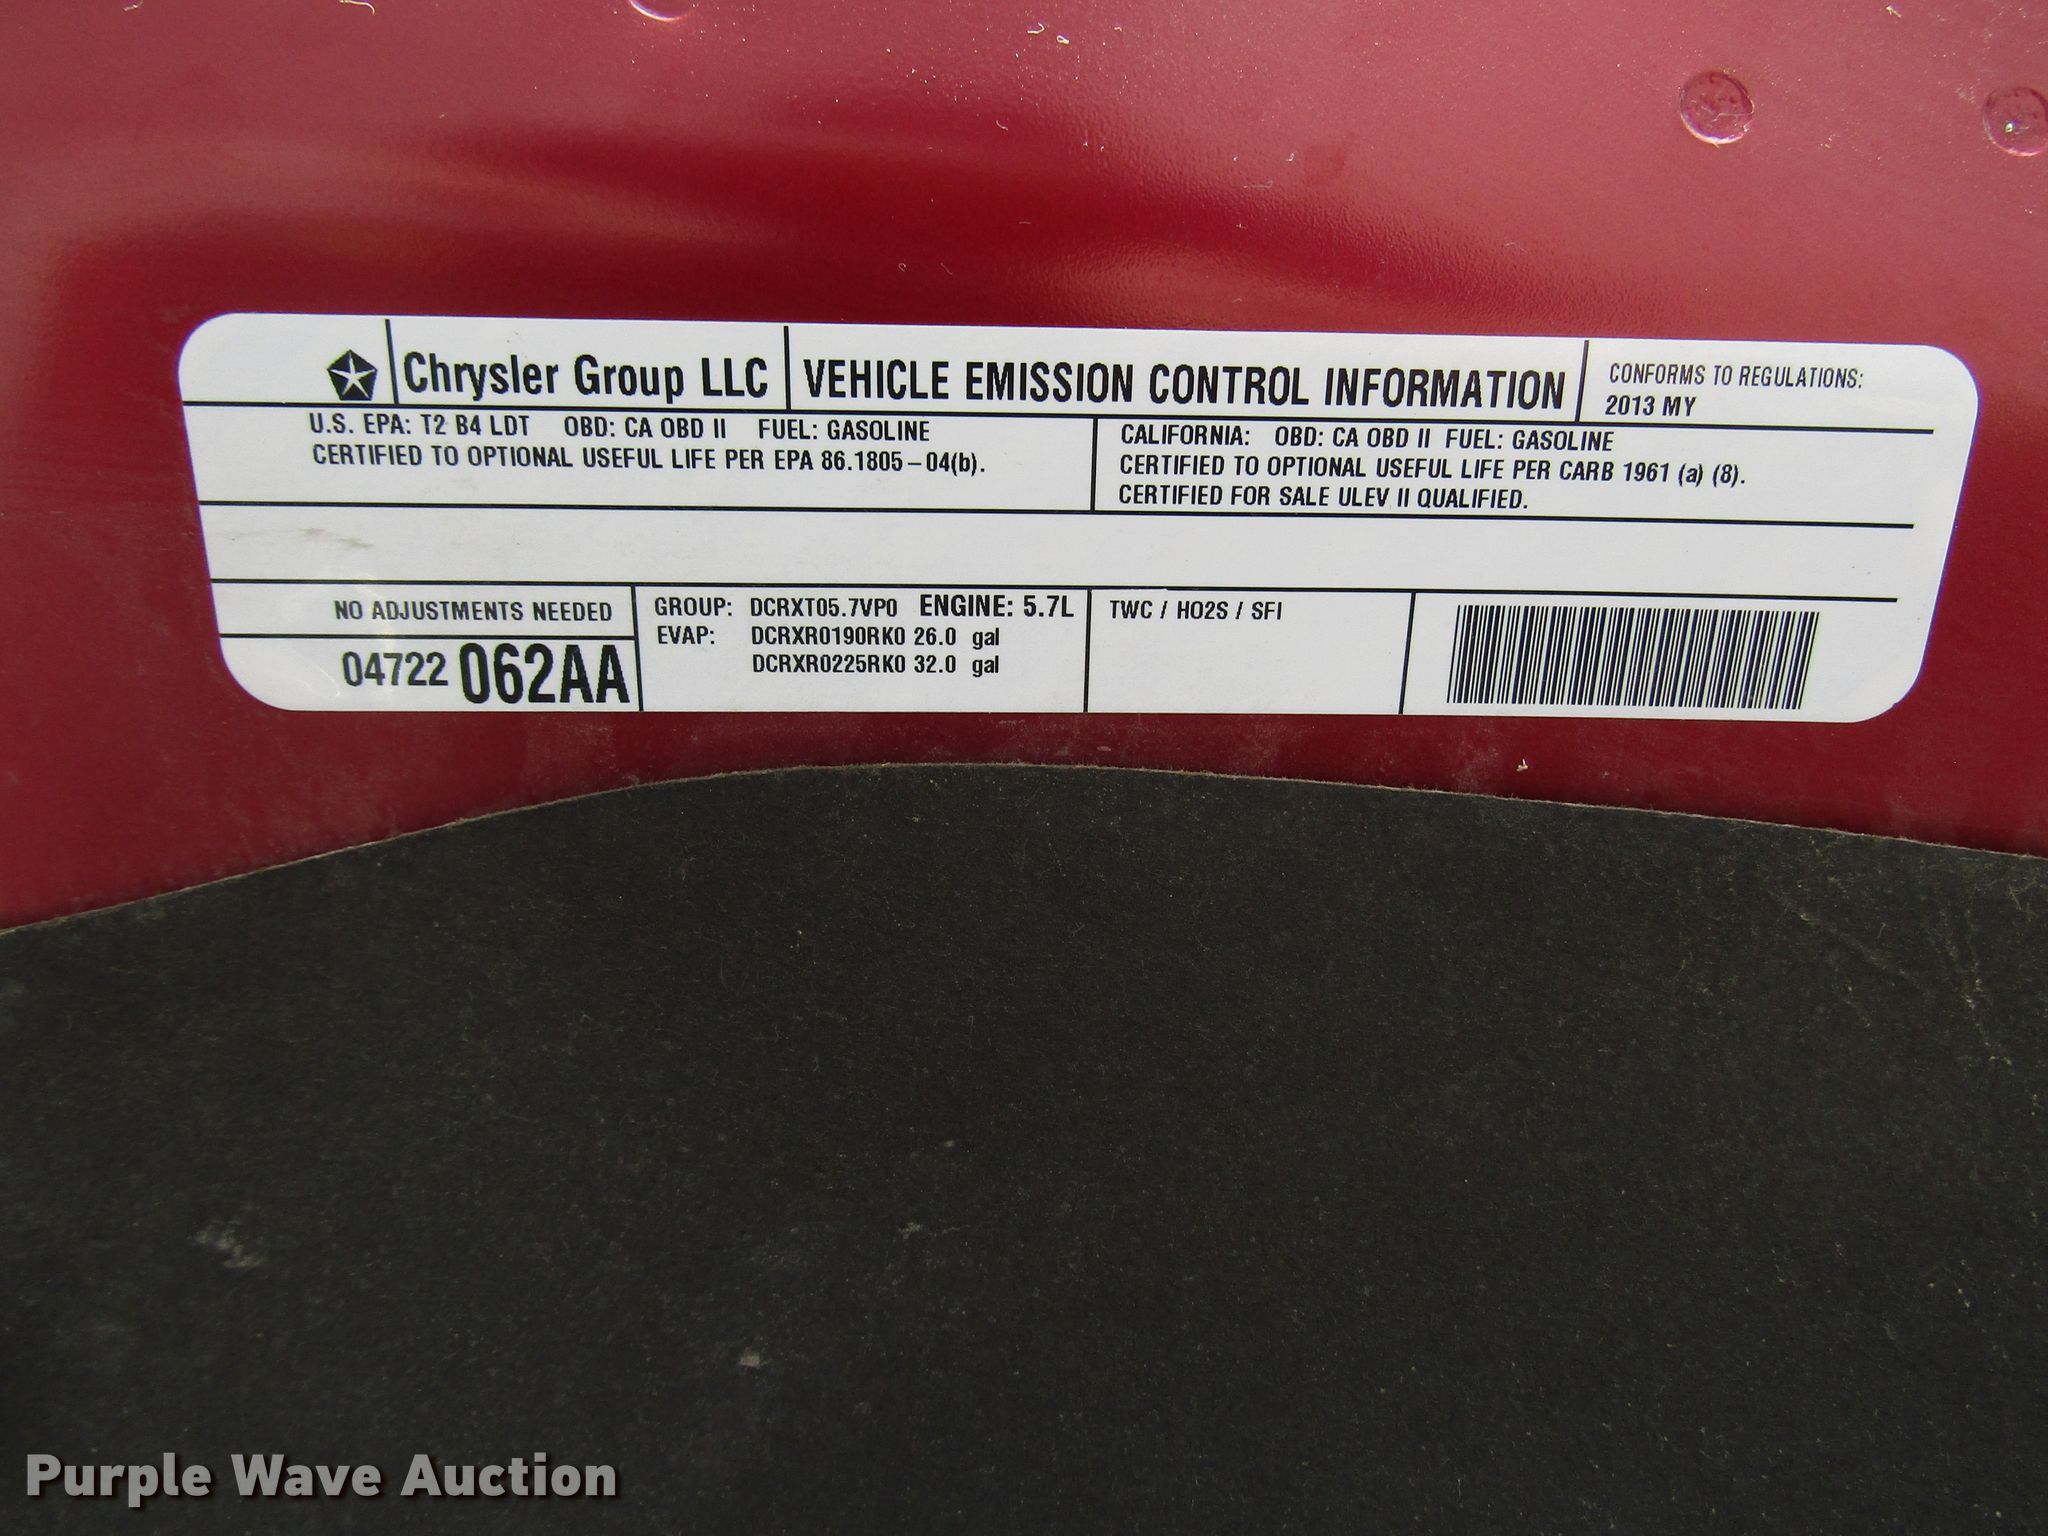 Chrysler Group LLC
VEHICLE EMISSION CONTROL INFORMATION
CONFORMS TO REGULATIONS:
2013 MY
U.S. EPA: T2 B4 LDT OBD: CA OBD II FUEL: GASOLINE
CERTIFIED TO OPTIONAL USEFUL LIFE PER EPA 86.1805-04(b).
CALIFORNIA: OBD: CA OBD II FUEL: GASOLINE
CERTIFIED TO OPTIONAL USEFUL LIFE PER CARB 1961 (a) (8).
CERTIFIED FOR SALE ULEV II QUALIFIED.
NO ADJUSTMENTS NEEDED
04722 062AA
GROUP: DCRXT05.7VP0 ENGINE: 5.7L
EVAP: DCRXR0190RK0 26.0 gal
DCRXR0225RK0 32.0 gal
TWC / HO2S / SFI
Purple Wave Auction